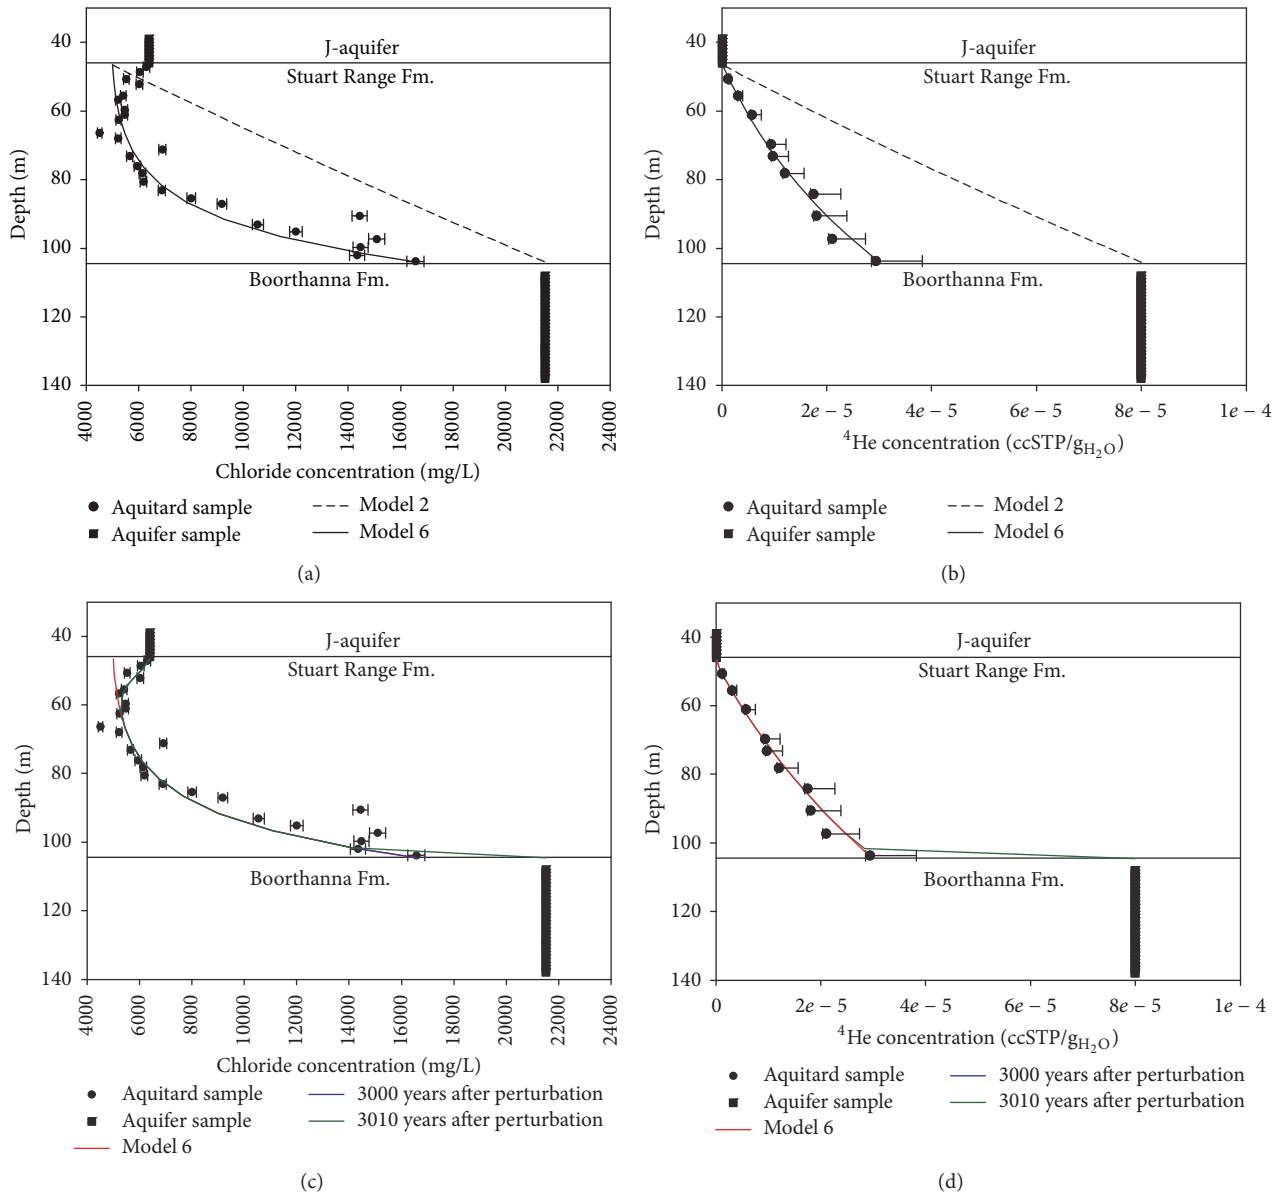 40
60
80
100
120
140
Depth (m)
J-aquifer
Stuart Range Fm.
Boorthanna Fm.
4000
6000
8000
10000
12000
14000
16000
18000
20000
22000
24000
Chloride concentration (mg/L)
Aquitard sample
Aquifer sample
Model 2
Model 6
(a)
40
60
80
100
120
140
Depth (m)
J-aquifer
Stuart Range Fm.
Boorthanna Fm.
0 2e − 5 4e − 5 6e − 5 8e − 5 1e − 4
⁴He concentration (ccSTP/g_H₂O)
Aquitard sample
Aquifer sample
Model 2
Model 6
(b)
40
60
80
100
120
140
Depth (m)
J-aquifer
Stuart Range Fm.
Boorthanna Fm.
4000
6000
8000
10000
12000
14000
16000
18000
20000
22000
24000
Chloride concentration (mg/L)
Aquitard sample
Aquifer sample
Model 6
3000 years after perturbation
3010 years after perturbation
(c)
40
60
80
100
120
140
Depth (m)
J-aquifer
Stuart Range Fm.
Boorthanna Fm.
0 2e − 5 4e − 5 6e − 5 8e − 5 1e − 4
⁴He concentration (ccSTP/g_H₂O)
Aquitard sample
Aquifer sample
Model 6
3000 years after perturbation
3010 years after perturbation
(d)